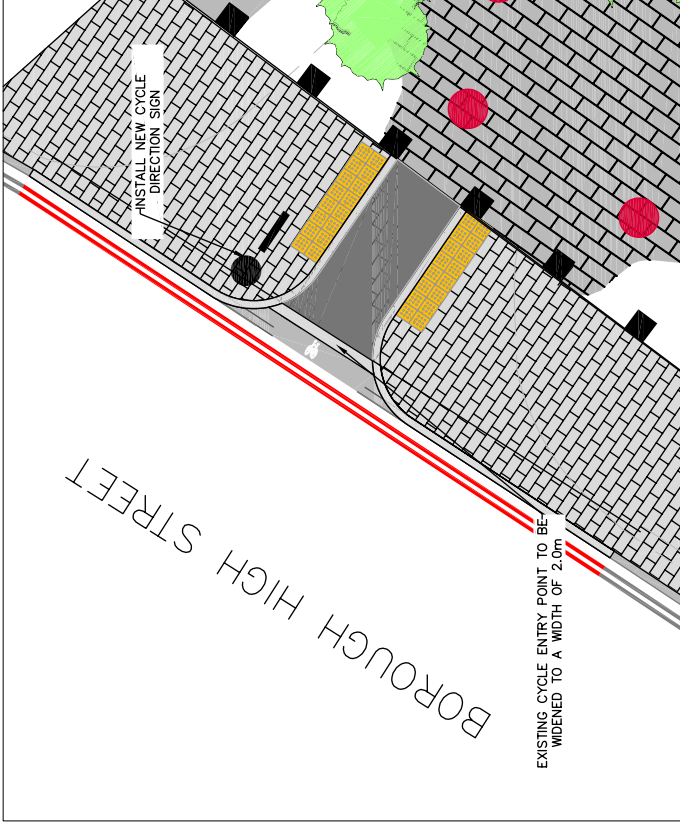 INSTALL NEW CYCLE
DIRECTION SIGN
BOROUGH HIGH STREET
EXISTING CYCLE ENTRY POINT TO BE
WIDENED TO A WIDTH OF 2.0m